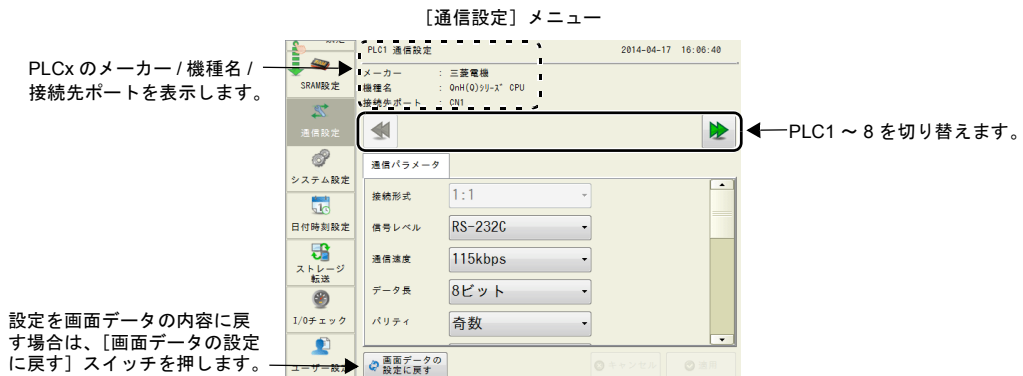 ［通信設定］メニュー
PLCx のメーカー / 機種名 /
接続先ポートを表示します。
PLC1 通信設定
2014-04-17 16:06:40
メーカー : 三菱電機
機種名 : QnH(Q)ｼﾘｰｽﾞ CPU
接続先ポート : CN1
PLC1 ～ 8 を切り替えます。
SRAM設定
通信設定
システム設定
日付時刻設定
ストレージ
転送
I/Oチェック
ユーザー設定
通信パラメータ
接続形式 1:1
信号レベル RS-232C
通信速度 115kbps
データ長 8ビット
パリティ 奇数
設定を画面データの内容に戻
す場合は、［画面データの設定
に戻す］スイッチを押します。
画面データの
設定に戻す
キャンセル
適用